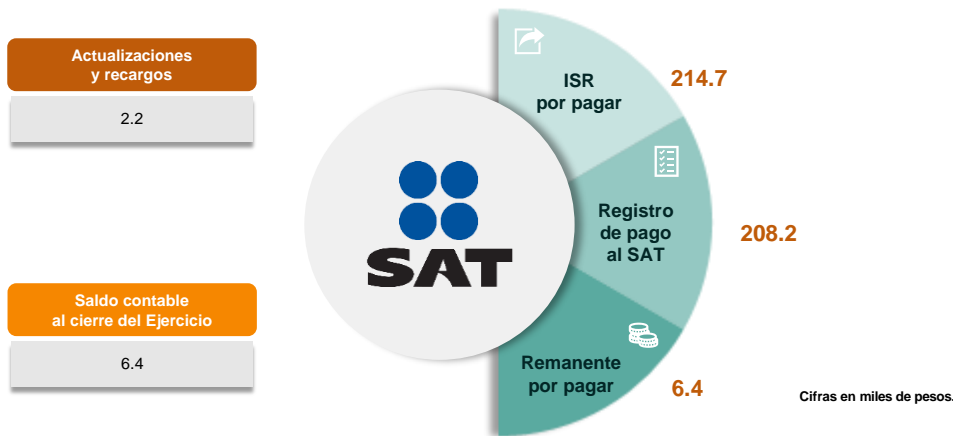 Actualizaciones
y recargos
2.2
Saldo contable
al cierre del Ejercicio
6.4
SAT
ISR
por pagar
214.7
Registro
de pago
al SAT
208.2
Remanente
por pagar
6.4
Cifras en miles de pesos.